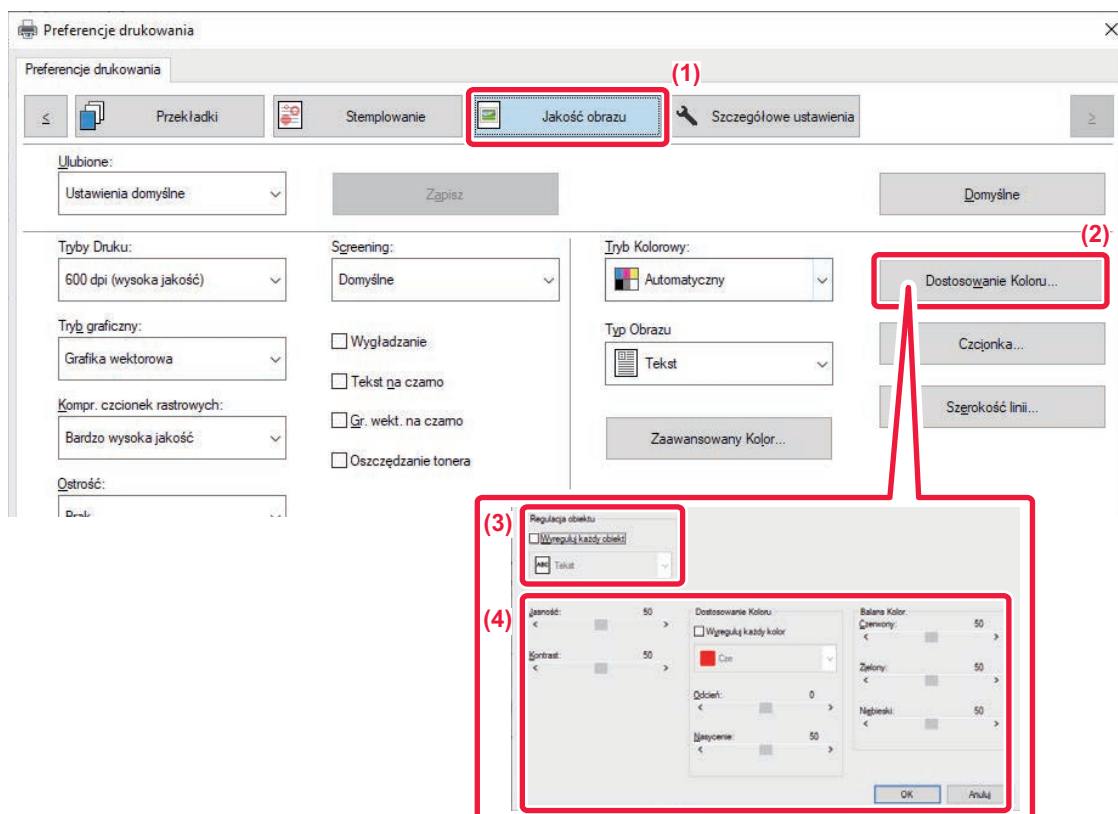 Preferencje drukowania
Preferencje drukowania
(1)
≤ Przekładki Stemplowanie Jakość obrazu Szczegółowe ustawienia ≥
Ulubione:
Ustawienia domyślne Zapisz Domyślne
(2)
Tryby Druku: Screening: Tryb Kolorowy:
600 dpi (wysoka jakość) Domyślne Automatyczny Dostosowanie Koloru...
Tryb graficzny: Wygładzanie Typ Obrazu
Grafika wektorowa Tekst Czcionka...
Tekst na czarno
Kompr. czcionek rastrowych: Szerokość linii...
Bardzo wysoka jakość Gr. wekt. na czarno Zaawansowany Kolor...
Oszczędzanie tonera
Ostrość:
Brak
(3)
Regulacja obiektu
Wyreguluj każdy obiekt
ABC Tekst
(4)
Jasność: 50 Dostosowanie Koloru Balans Kolor.
Wyreguluj każdy kolor Czerwony: 50
Kontrast: 50 Cze Zielony: 50
Odcień: 0
Niebieski: 50
Nasycenie: 50
OK Anuluj